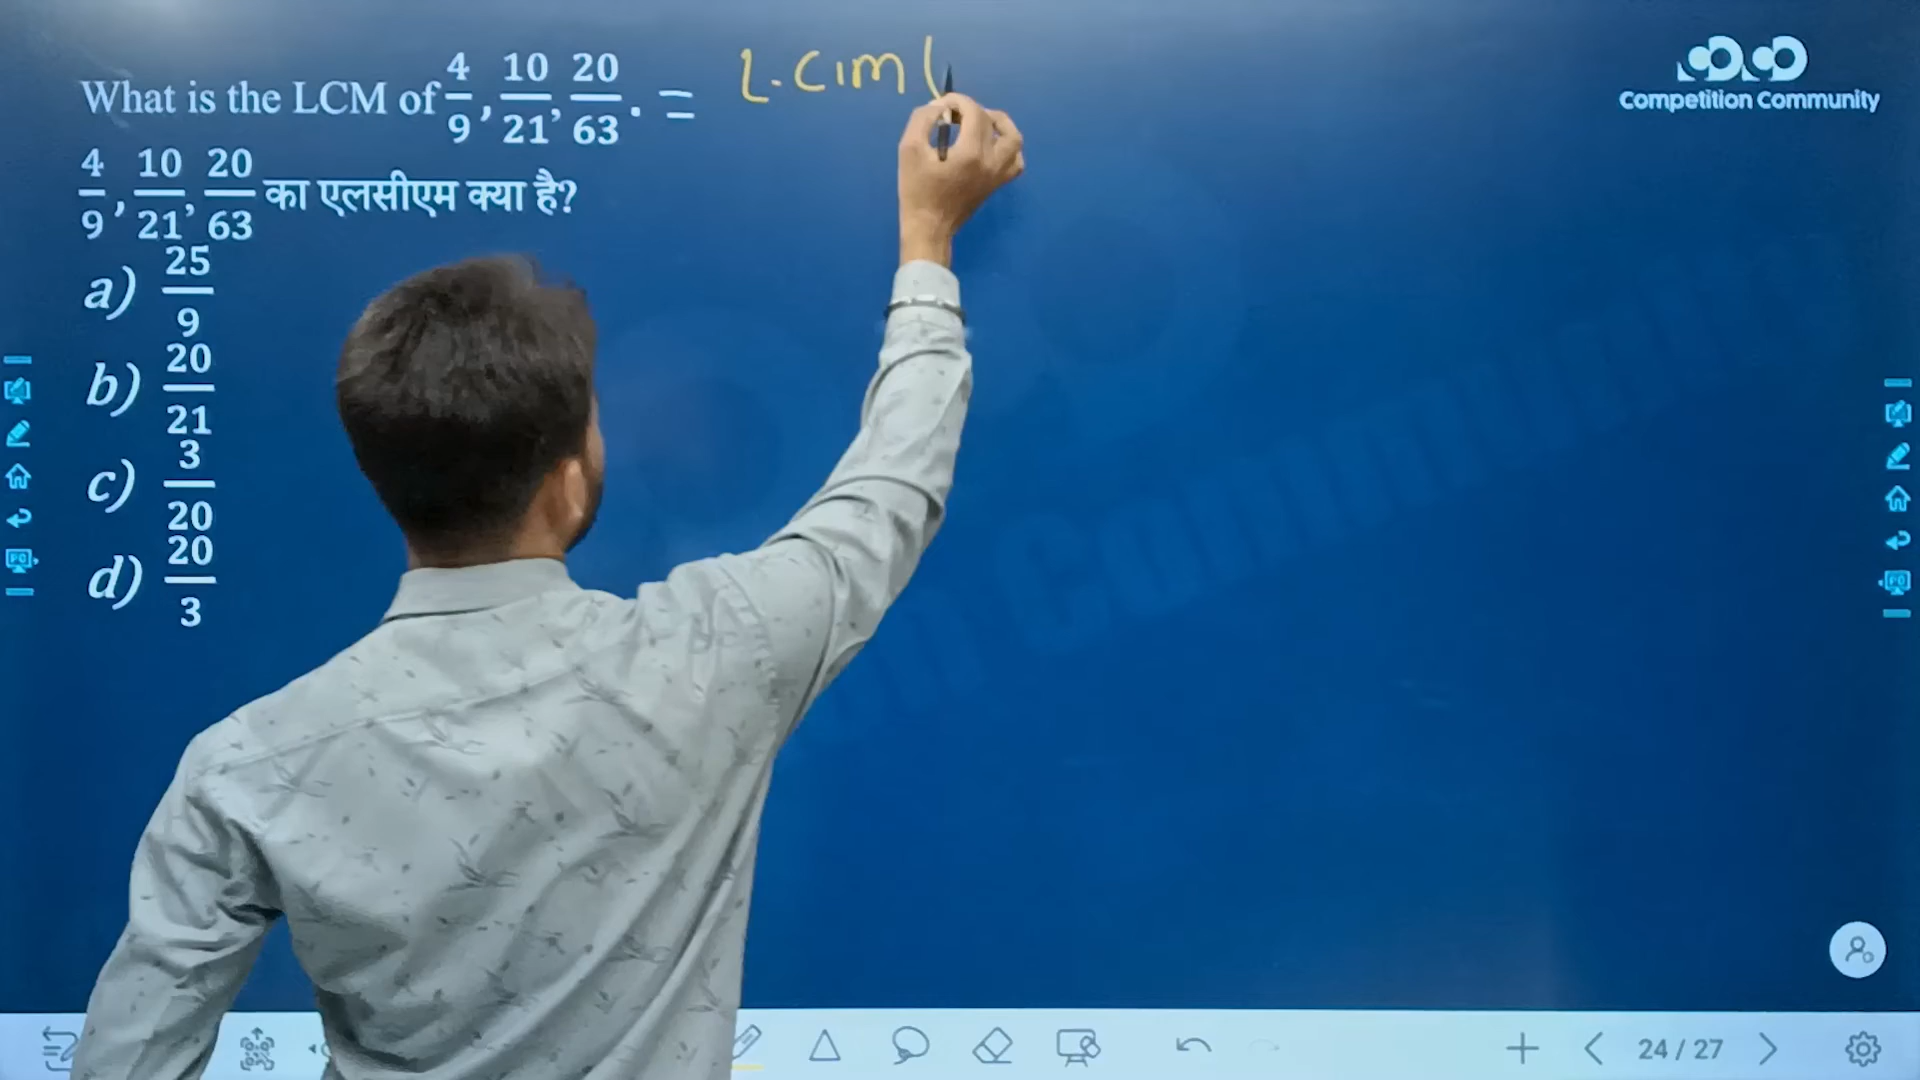 What is the LCM of 4/9, 10/21, 20/63. =
L.C.M (
4/9, 10/21, 20/63 का एलसीएम क्या है?
a) 25/9
b) 20/21
c) 3/20
d) 20/3
Competition Community
24 / 27